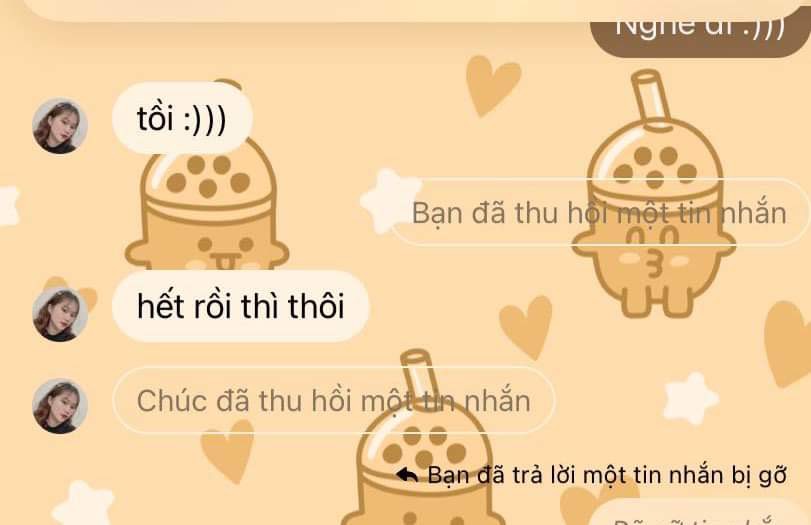 Nghe đi :)))
tồi :)))
Bạn đã thu hồi một tin nhắn
hết rồi thì thôi
Chúc đã thu hồi một tin nhắn
Bạn đã trả lời một tin nhắn bị gỡ